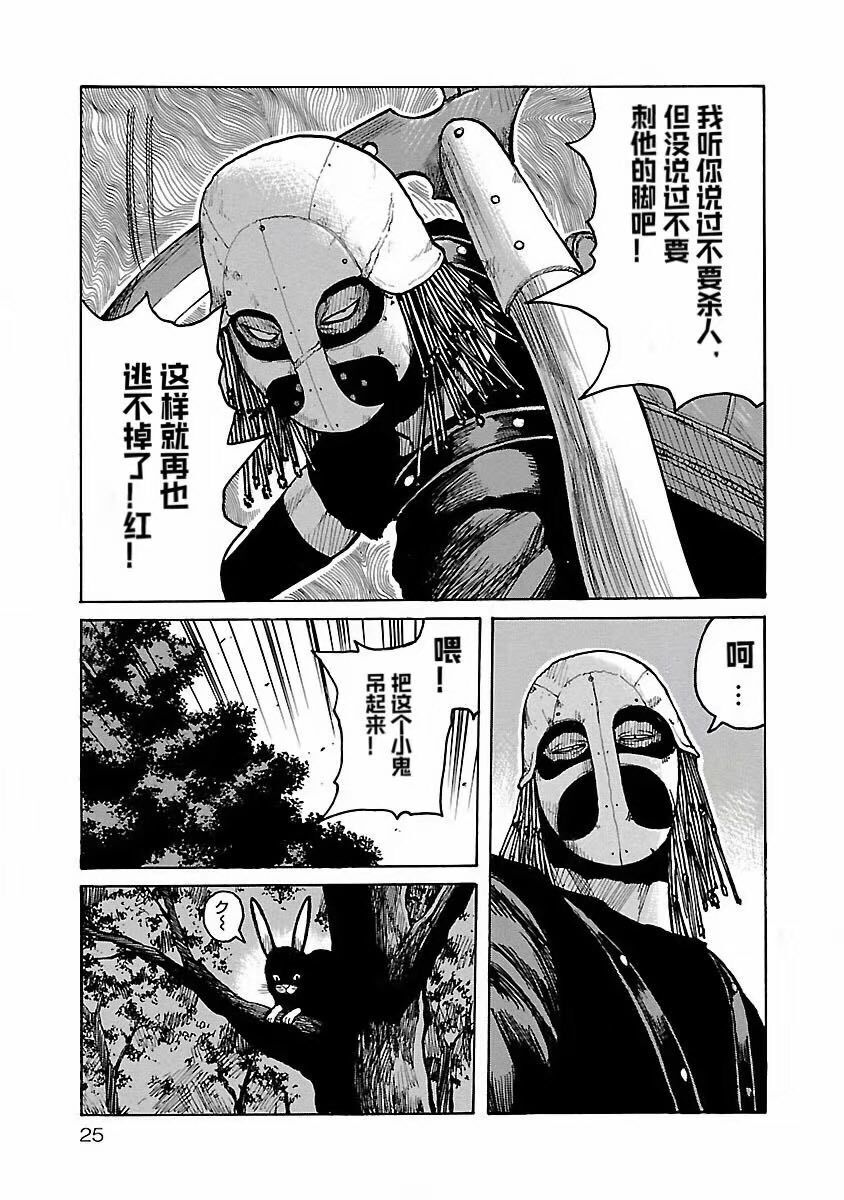 我听你说过不要杀人，
但没说过不要
刺他的脚吧！
这样就再也
逃不掉了！红！
呵…
喂！
把这个小鬼
吊起来！
ク～
25